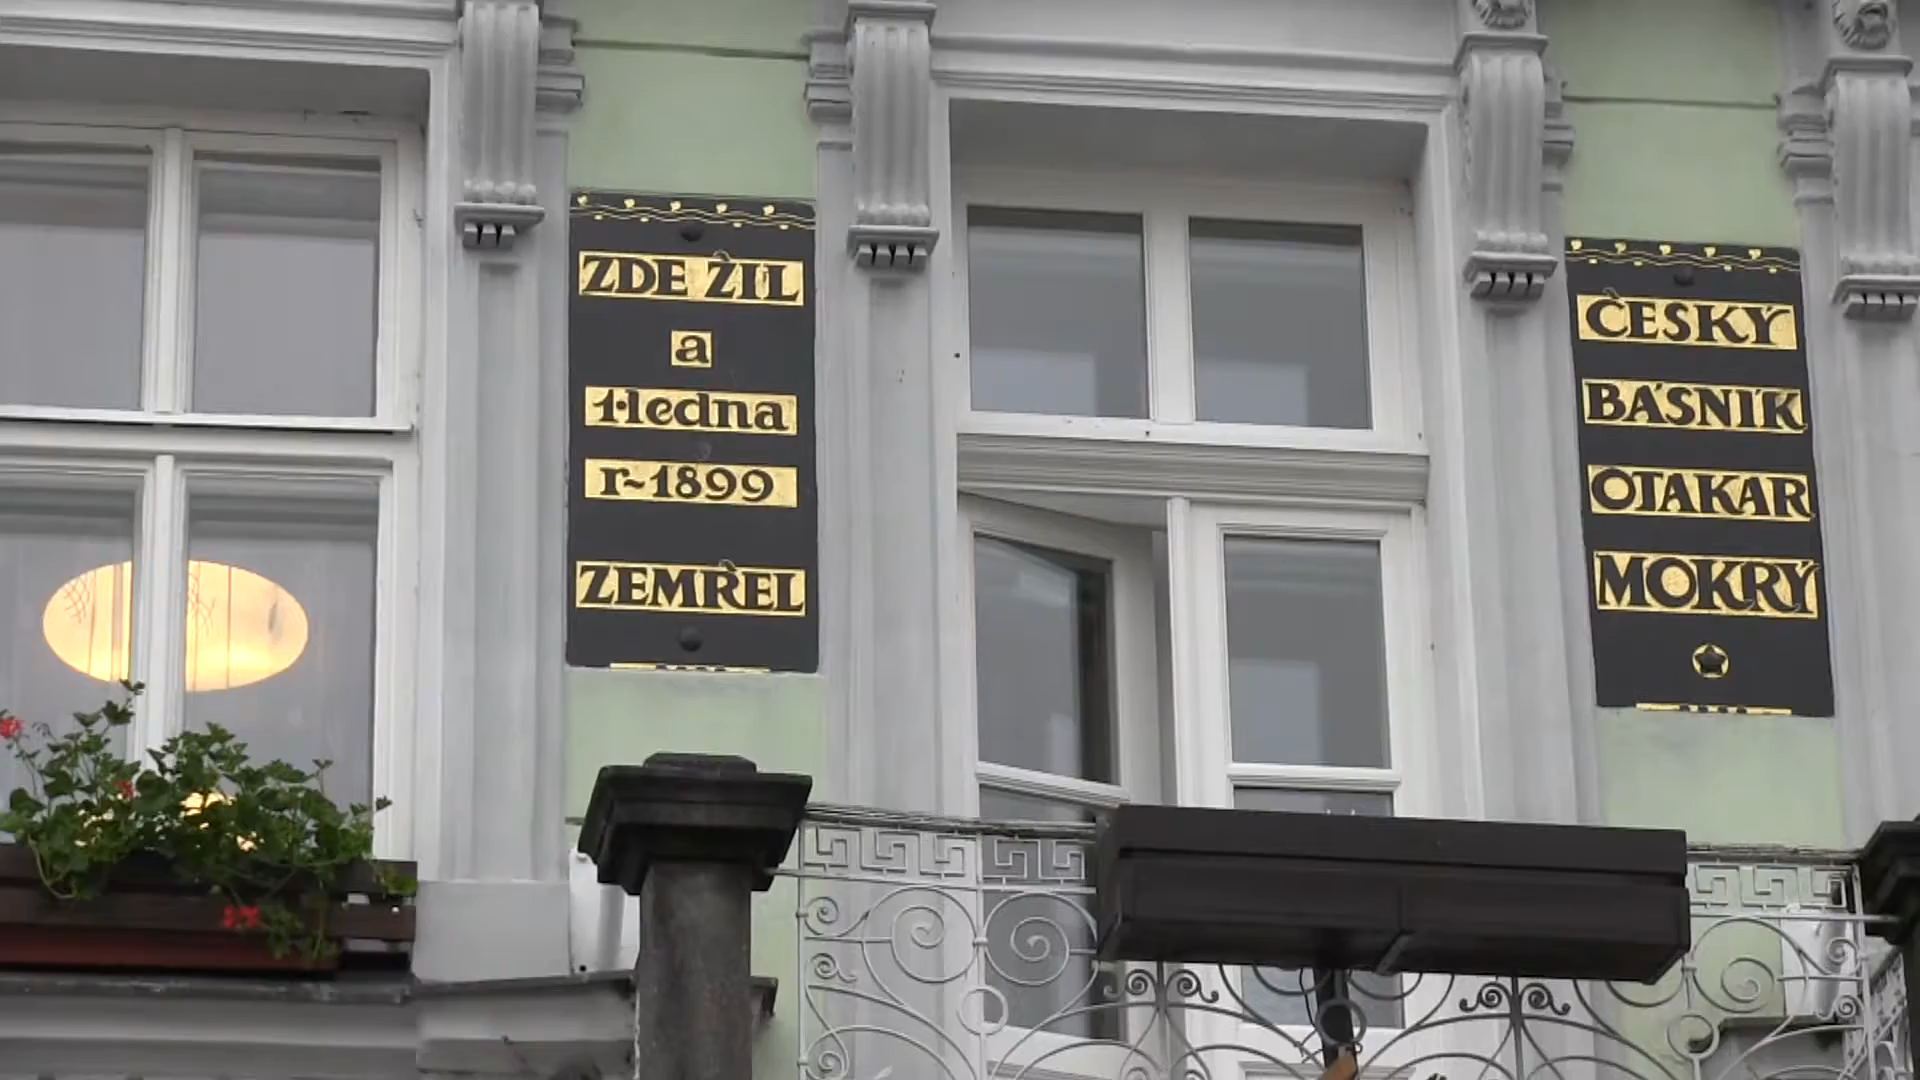 ZDE ŽIL
a
1·ledna
r~1899
ZEMŘEL
ČESKÝ
BÁSNÍK
OTAKAR
MOKRÝ